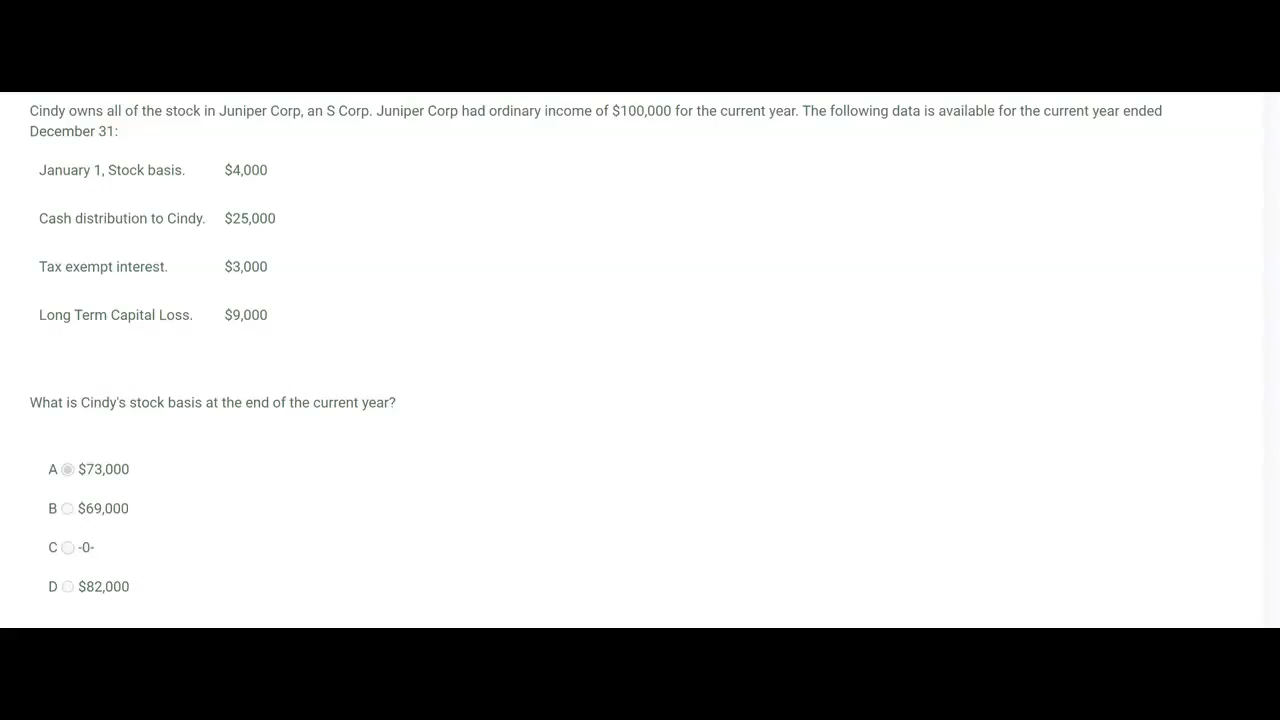 Cindy owns all of the stock in Juniper Corp, an S Corp. Juniper Corp had ordinary income of $100,000 for the current year. The following data is available for the current year ended
December 31:
January 1, Stock basis. $4,000
Cash distribution to Cindy. $25,000
Tax exempt interest. $3,000
Long Term Capital Loss. $9,000
What is Cindy's stock basis at the end of the current year?
A $73,000
B $69,000
C -0-
D $82,000